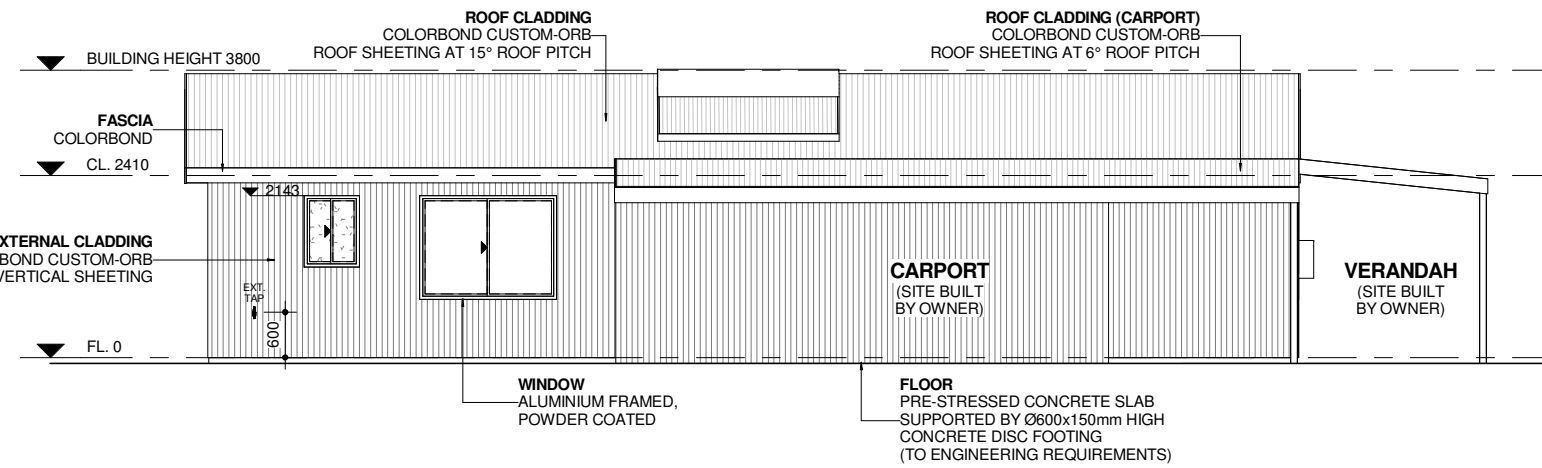 ROOF CLADDING
COLORBOND CUSTOM-ORB
ROOF SHEETING AT 15° ROOF PITCH
ROOF CLADDING (CARPORT)
COLORBOND CUSTOM-ORB
ROOF SHEETING AT 6° ROOF PITCH
BUILDING HEIGHT 3800
FASCIA
COLORBOND
CL. 2410
2143
XTERNAL CLADDING
BOND CUSTOM-ORB
VERTICAL SHEETING
EXT.
TAP
600
CARPORT
(SITE BUILT
BY OWNER)
VERANDAH
(SITE BUILT
BY OWNER)
FL. 0
WINDOW
ALUMINIUM FRAMED,
POWDER COATED
FLOOR
PRE-STRESSED CONCRETE SLAB
SUPPORTED BY Ø600x150mm HIGH
CONCRETE DISC FOOTING
(TO ENGINEERING REQUIREMENTS)